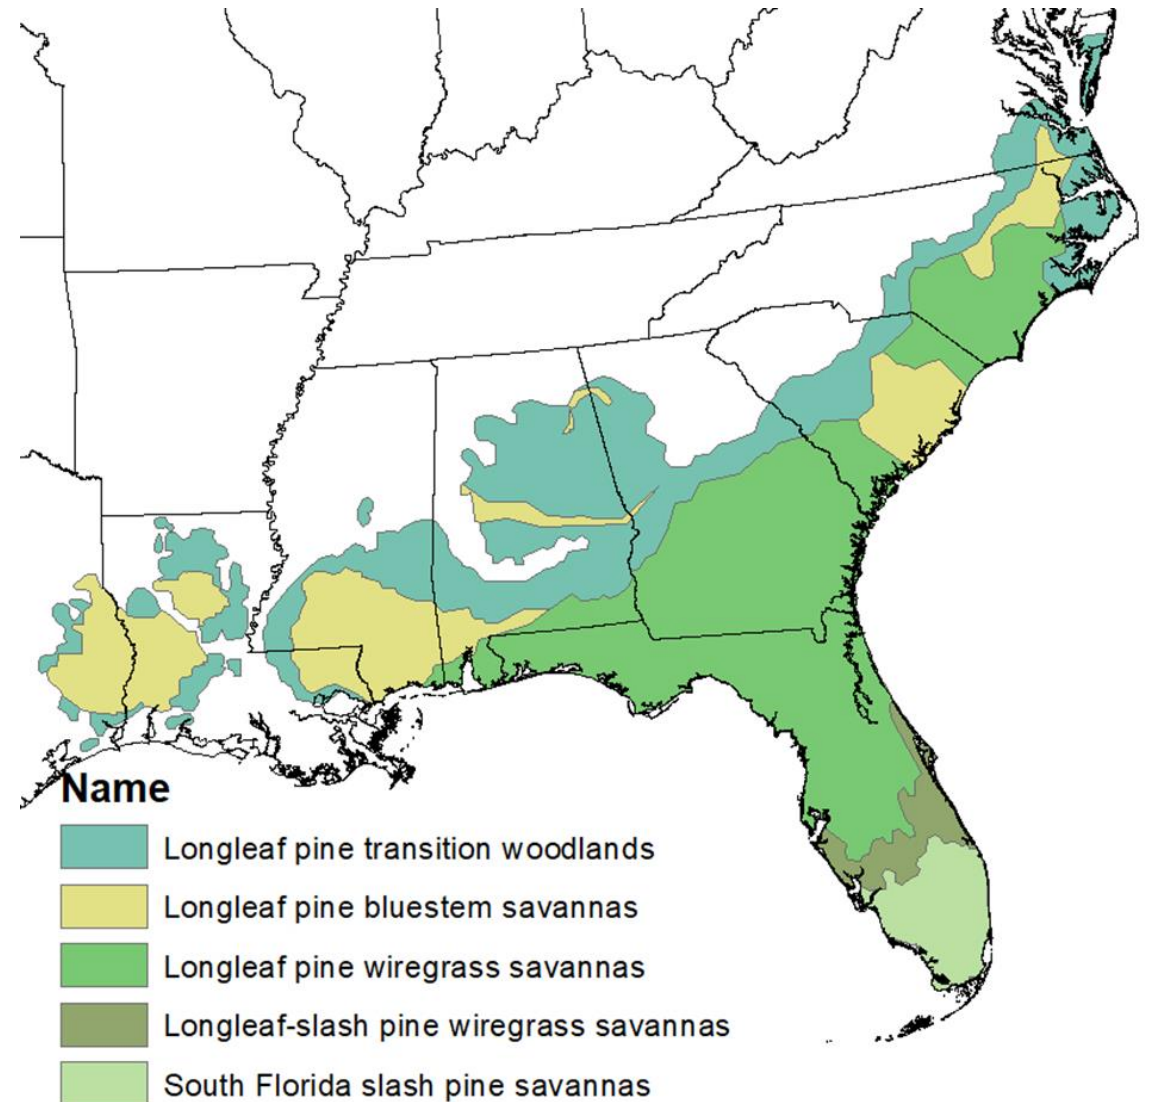 Name
Longleaf pine transition woodlands
Longleaf pine bluestem savannas
Longleaf pine wiregrass savannas
Longleaf-slash pine wiregrass savannas
South Florida slash pine savannas